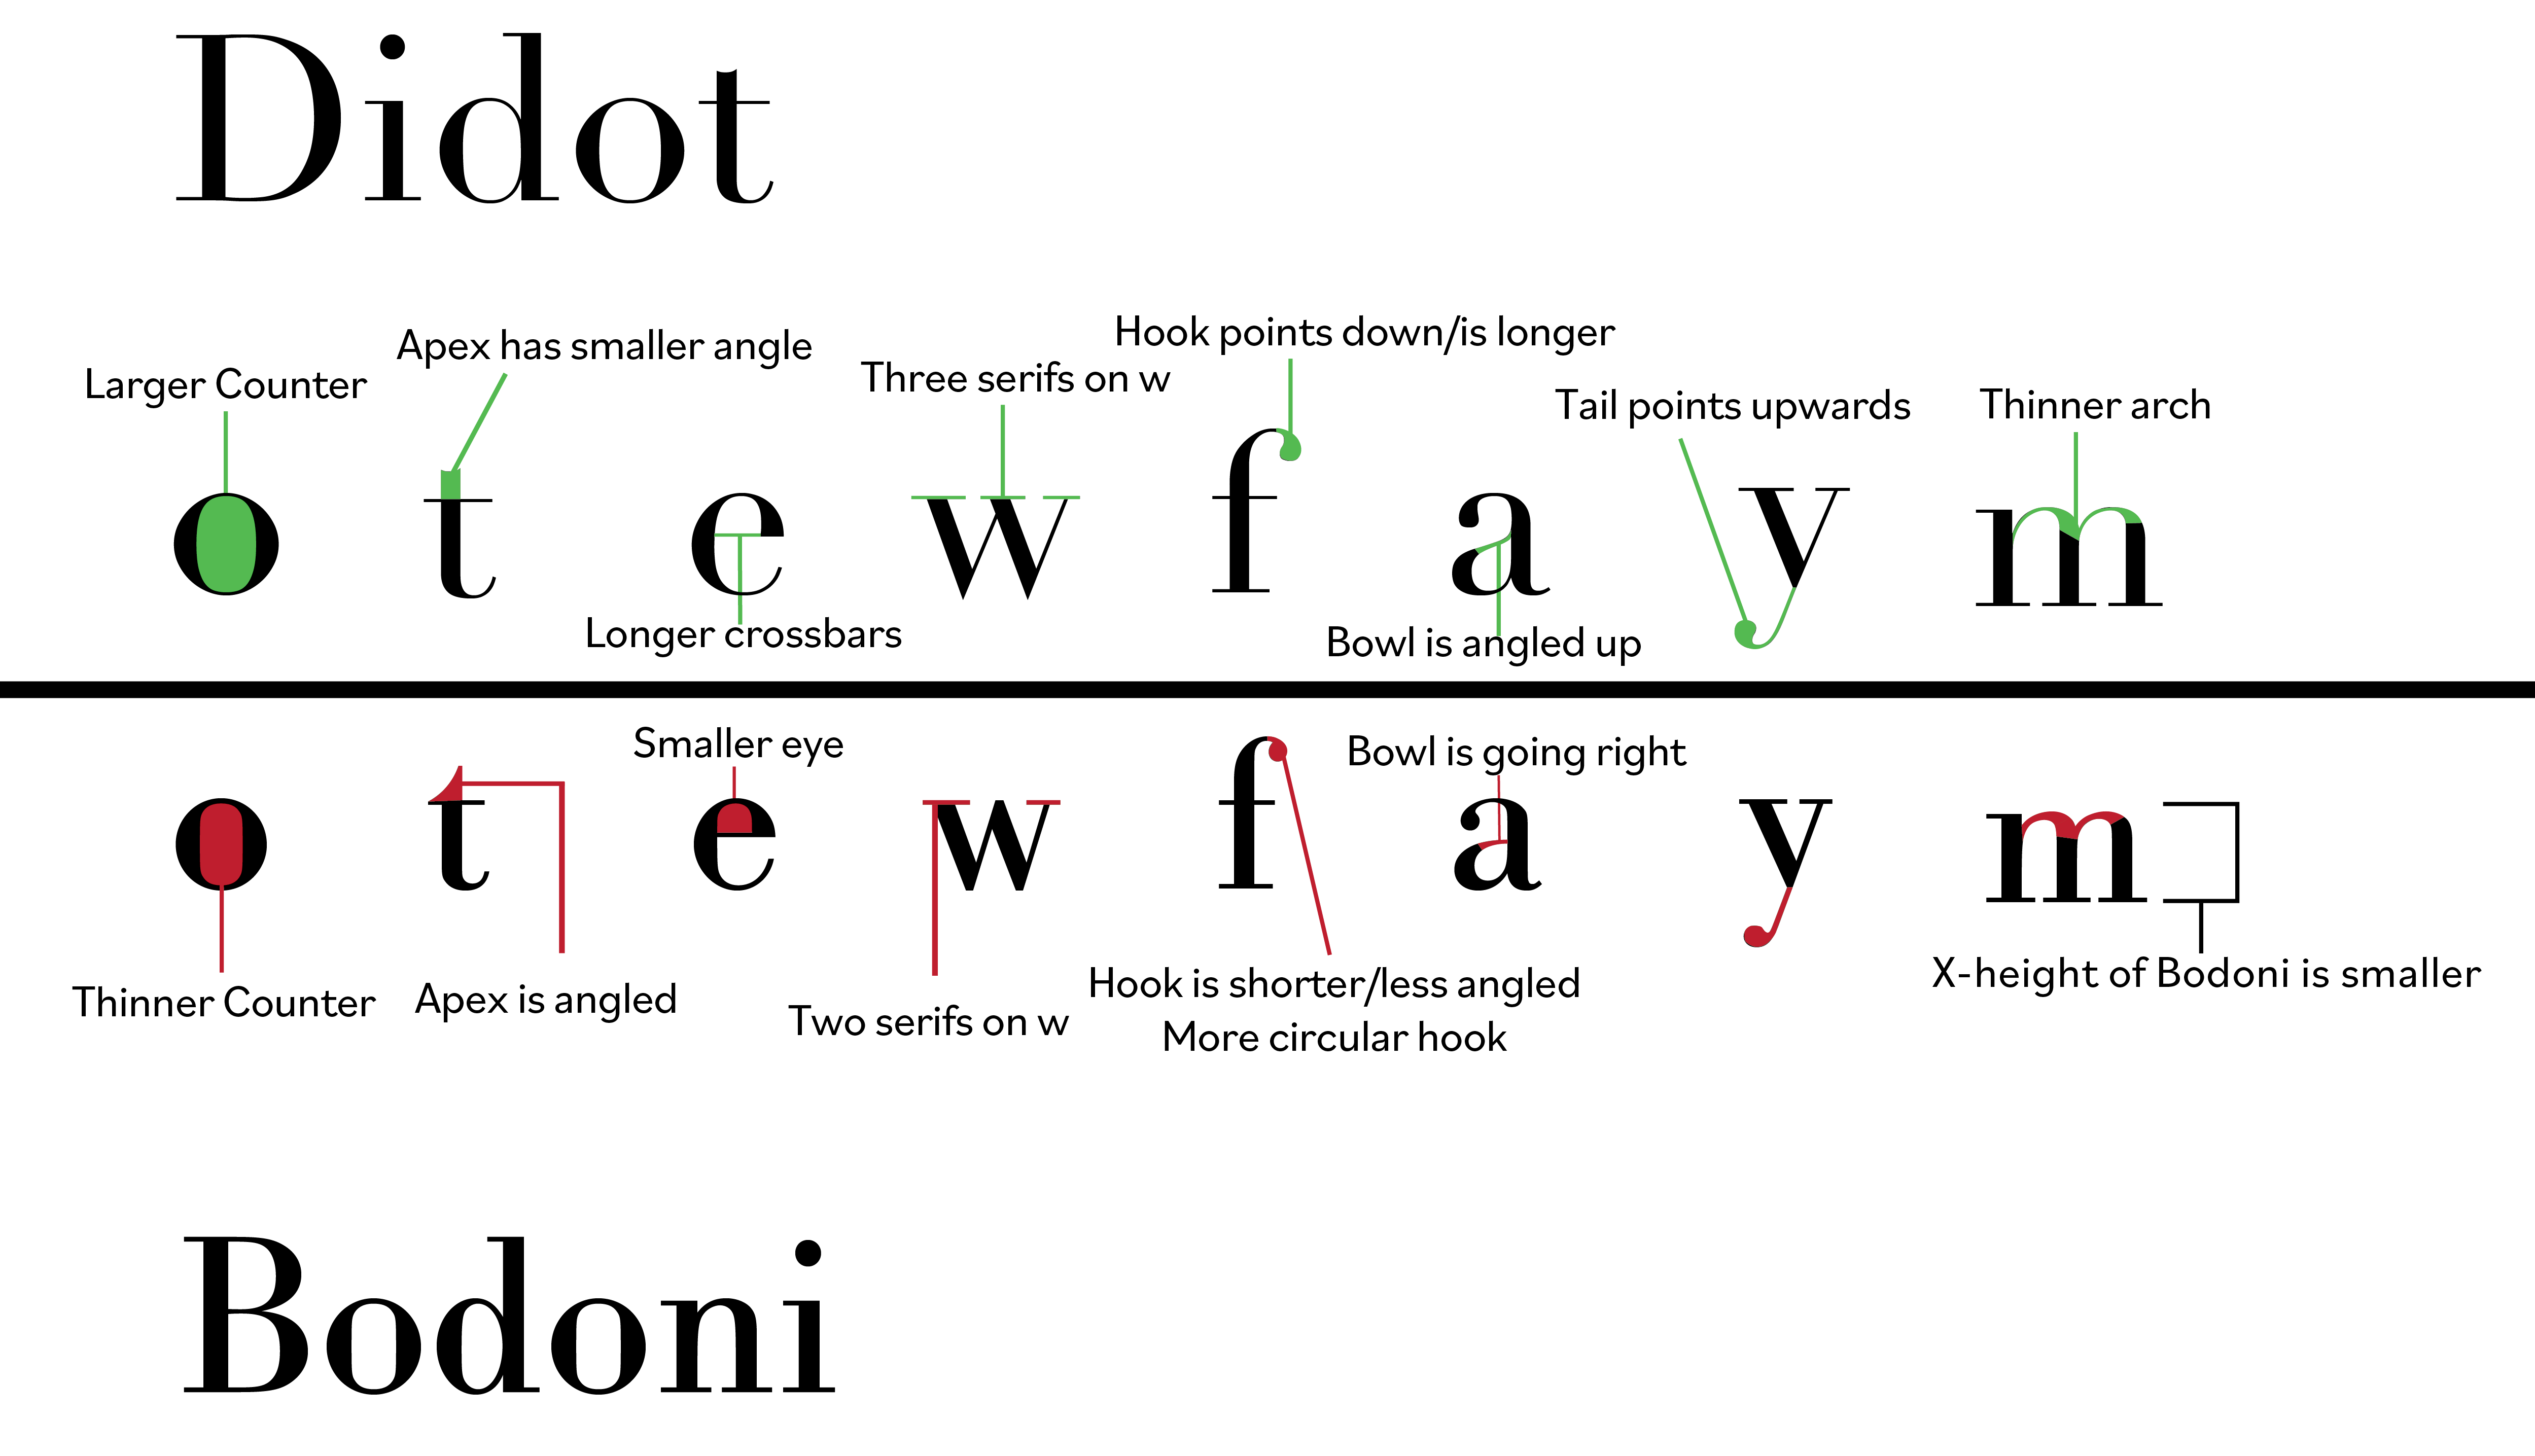 Didot
Hook points down/is longer
Apex has smaller angle
Three serifs on w
Larger Counter
Tail points upwards
Thinner arch
o t e w f a y m
Longer crossbars
Bowl is angled up
Smaller eye
Bowl is going right
o t e w f a y m
Thinner Counter
Apex is angled
Two serifs on w
Hook is shorter/less angled
More circular hook
X-height of Bodoni is smaller
Bodoni